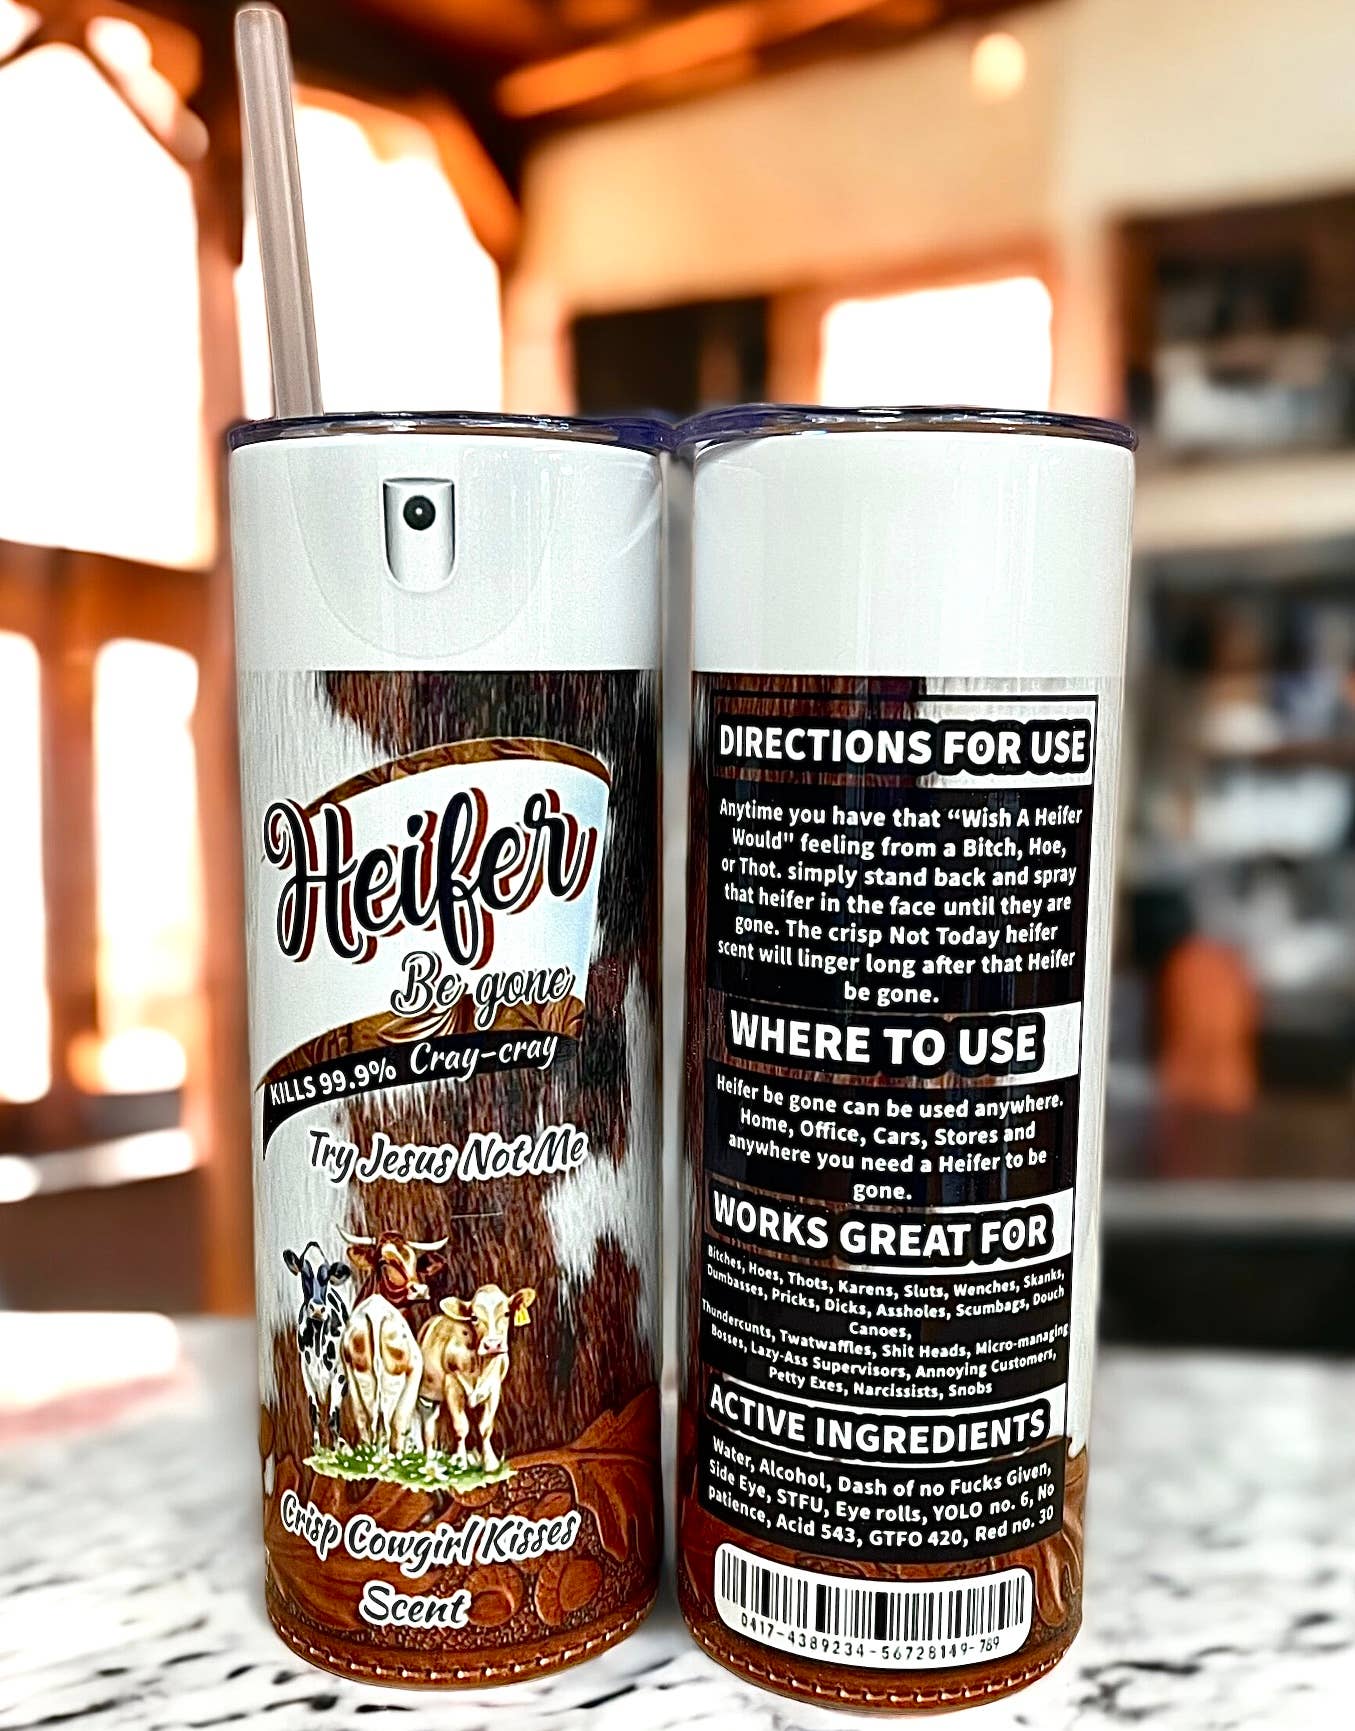 Heifer
Be gone
KILLS 99.9% Cray-cray
Try Jesus Not Me
Crisp Cowgirl Kisses
Scent
DIRECTIONS FOR USE
Anytime you have that “Wish A Heifer
Would" feeling from a Bitch, Hoe,
or Thot. simply stand back and spray
that heifer in the face until they are
gone. The crisp Not Today heifer
scent will linger long after that Heifer
be gone.
WHERE TO USE
Heifer be gone can be used anywhere.
Home, Office, Cars, Stores and
anywhere you need a Heifer to be
gone.
WORKS GREAT FOR
Bitches, Hoes, Thots, Karens, Sluts, Wenches, Skanks,
Dumbasses, Pricks, Dicks, Assholes, Scumbags, Douch
Canoes,
Thundercunts, Twatwaffles, Shit Heads, Micro-managing
Bosses, Lazy-Ass Supervisors, Annoying Customers,
Petty Exes, Narcissists, Snobs
ACTIVE INGREDIENTS
Water, Alcohol, Dash of no Fucks Given,
Side Eye, STFU, Eye rolls, YOLO no. 6, No
patience, Acid 543, GTFO 420, Red no. 30
0417-4389234-56728149-789